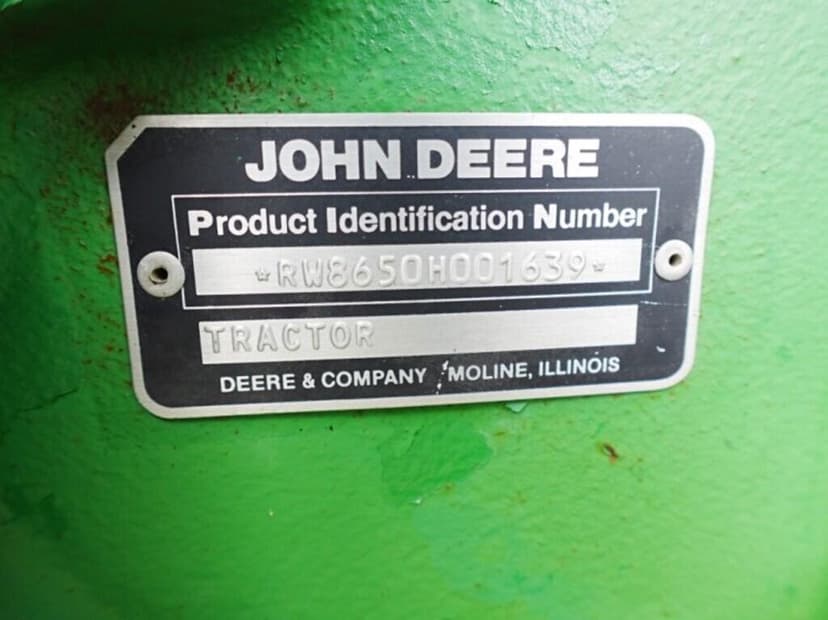 JOHN DEERE
Product Identification Number
*RW8650H001639*
TRACTOR
DEERE & COMPANY MOLINE, ILLINOIS